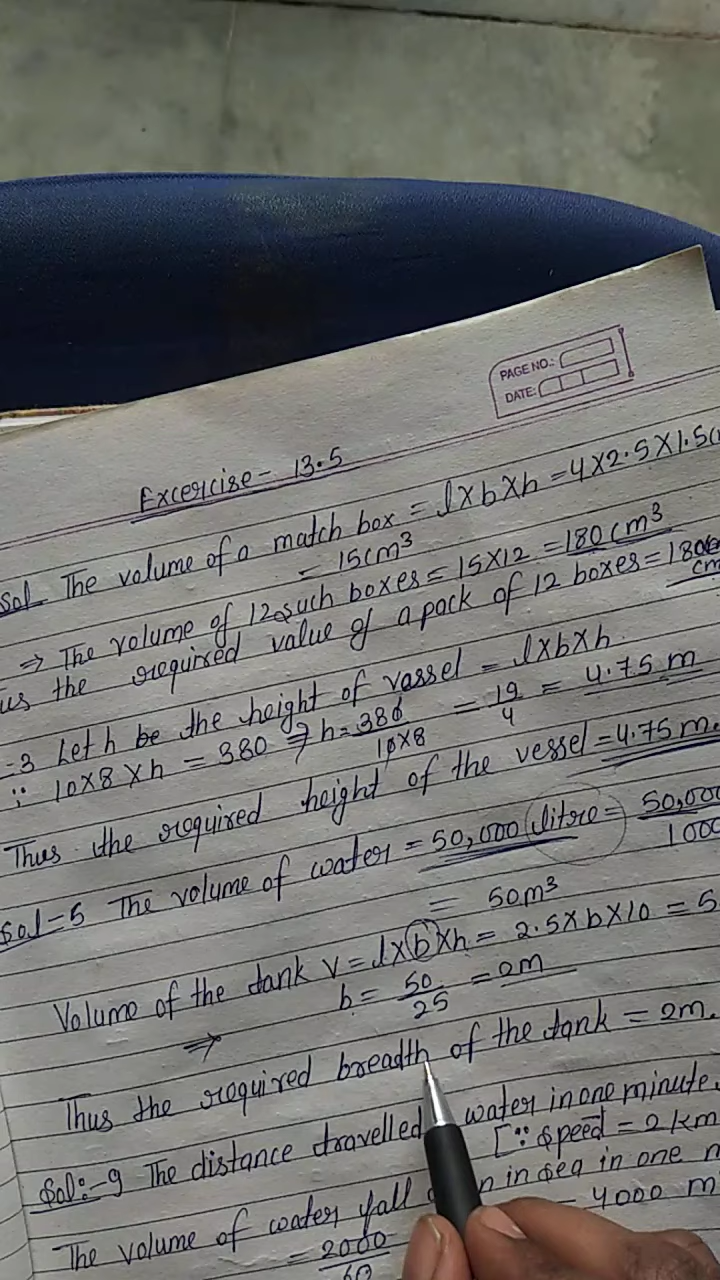 PAGE NO.:
DATE:
Excercise - 13.5
Sol. The volume of a match box = l×b×h = 4×2.5×1.5
= 15cm³
⇒ The volume of 12 such boxes = 15×12 = 180 cm³
the required value of a pack of 12 boxes = 180
cm
-3 Let h be the height of vassel = l×b×h
∵ 10×8×h = 380 ⇒ h = 380/10×8 = 19/4 = 4.75 m
Thus the required height of the vessel = 4.75 m.
Sol-5 The volume of water = 50,000 litre = 50,000/1000
= 50m³
Volume of the tank V = l×b×h = 2.5×b×10 = 5
⇒ b = 50/25 = 2m
Thus the required breadth of the tank = 2m.
Sol:-9 The distance travelled water in one minute.
[∵ speed = 2 km
The volume of water fall in sea in one
= 2000/60 4000 m